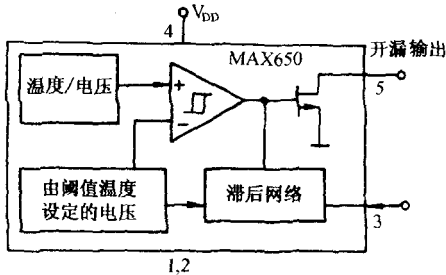 V_DD
4
MAX650
开漏输出
温度/电压
+
5
−
由阈值温度
设定的电压
滞后网络
3
1,2